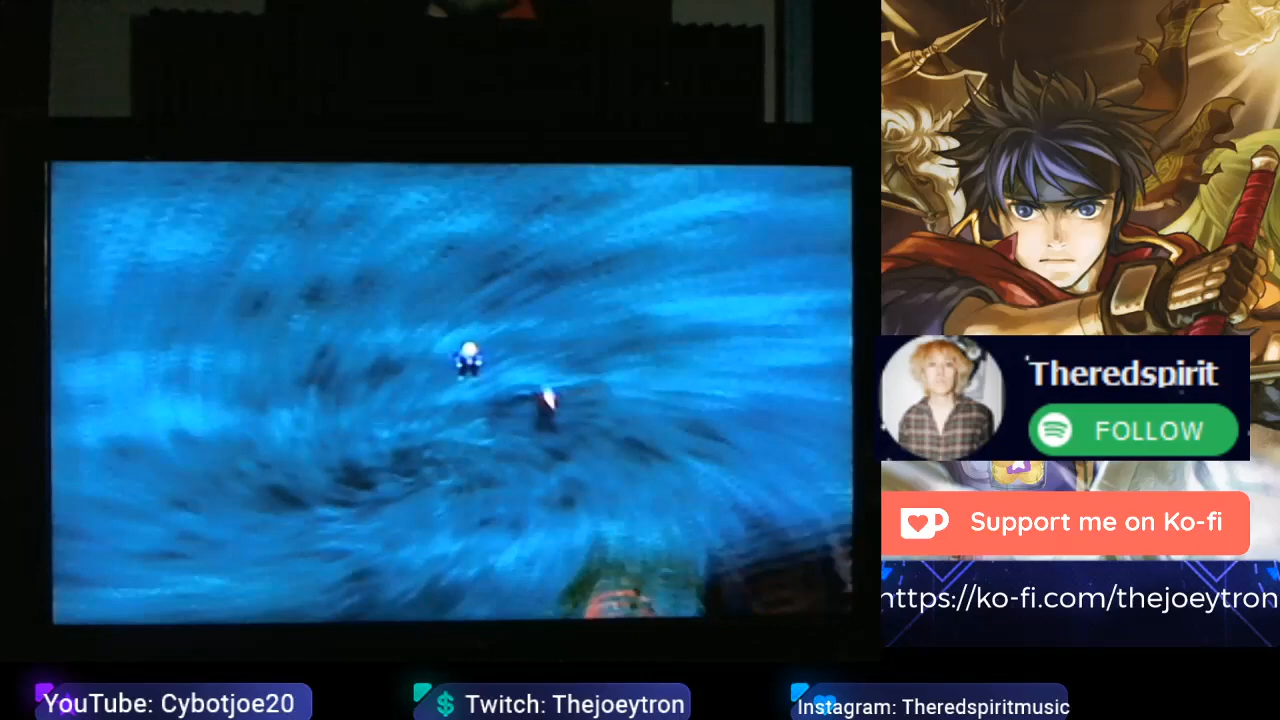 Theredspirit
FOLLOW
Support me on Ko-fi
https://ko-fi.com/thejoeytron
YouTube: Cybotjoe20
Twitch: Thejoeytron
Instagram: Theredspiritmusic